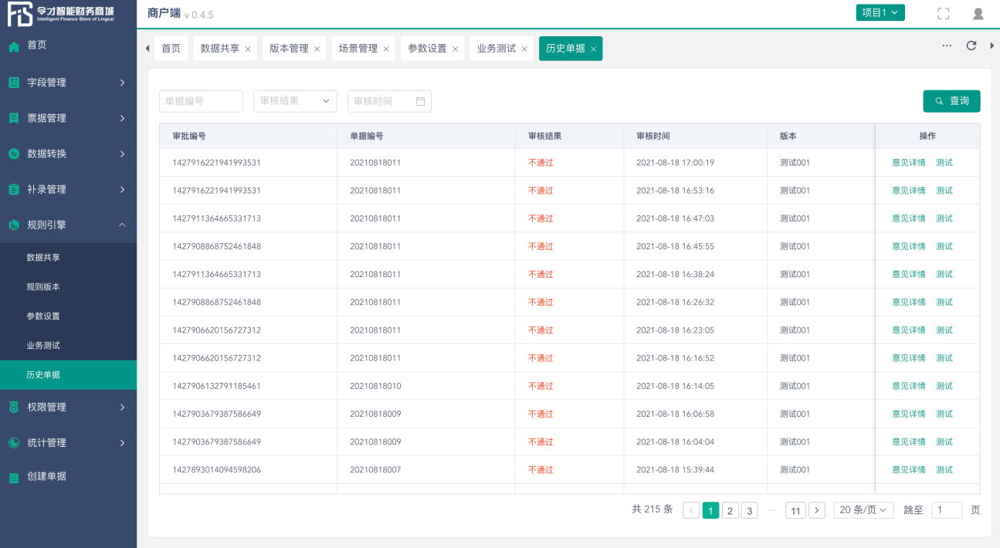 FiS 令才智能财务商城
Intelligent Finance Store of Lingcai
商户端 v 0.4.5
项目1
首页
字段管理
票据管理
数据转换
补录管理
规则引擎
数据共享
规则版本
参数设置
业务测试
历史单据
权限管理
统计管理
创建单据
首页 数据共享 × 版本管理 × 场景管理 × 参数设置 × 业务测试 × 历史单据 ×
单据编号 审核结果 审核时间 查询
审批编号 单据编号 审核结果 审核时间 版本 操作
1427916221941993531 20210818011 不通过 2021-08-18 17:00:19 测试001 意见详情 测试
1427916221941993531 20210818011 不通过 2021-08-18 16:53:16 测试001 意见详情 测试
1427911364665331713 20210818011 不通过 2021-08-18 16:47:03 测试001 意见详情 测试
1427908868752461848 20210818011 不通过 2021-08-18 16:45:55 测试001 意见详情 测试
1427911364665331713 20210818011 不通过 2021-08-18 16:38:24 测试001 意见详情 测试
1427908868752461848 20210818011 不通过 2021-08-18 16:26:32 测试001 意见详情 测试
1427906620156727312 20210818011 不通过 2021-08-18 16:23:05 测试001 意见详情 测试
1427906620156727312 20210818011 不通过 2021-08-18 16:16:52 测试001 意见详情 测试
1427906132791185461 20210818010 不通过 2021-08-18 16:14:05 测试001 意见详情 测试
1427903679387586649 20210818009 不通过 2021-08-18 16:06:58 测试001 意见详情 测试
1427903679387586649 20210818009 不通过 2021-08-18 16:04:04 测试001 意见详情 测试
1427893014094598206 20210818007 不通过 2021-08-18 15:39:44 测试001 意见详情 测试
共 215 条 < 1 2 3 ··· 11 > 20 条/页 跳至 1 页